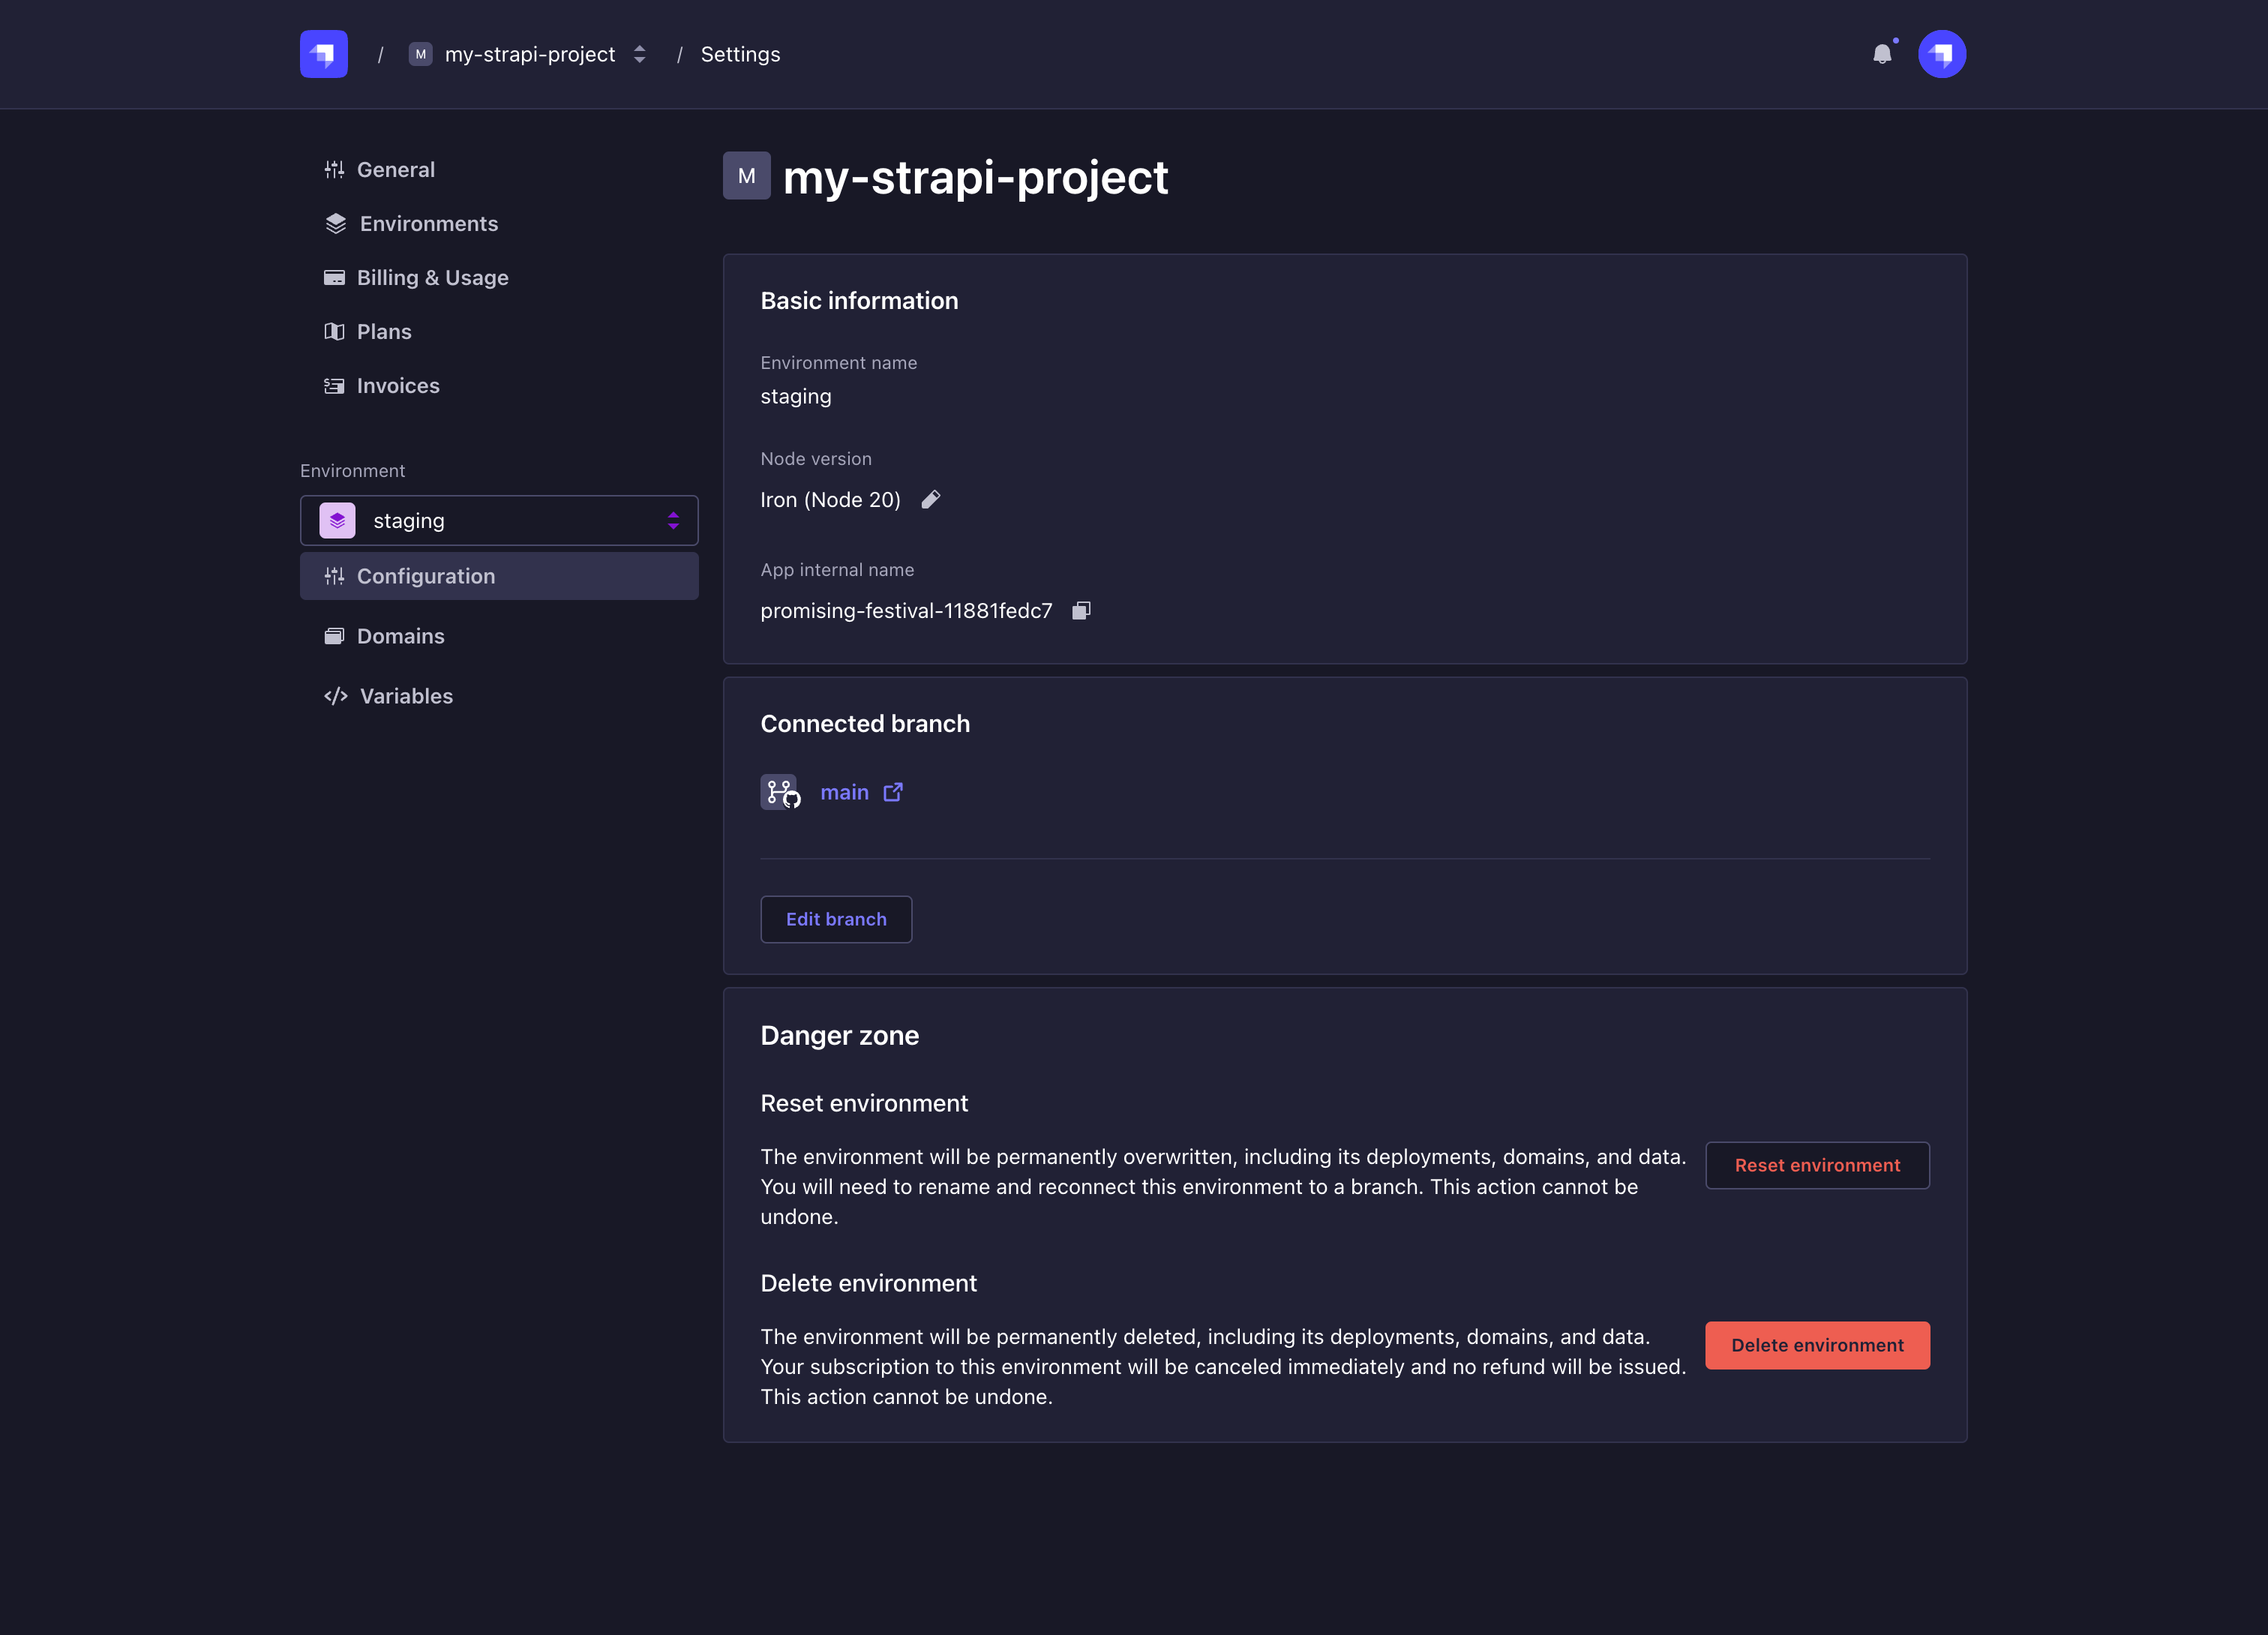 / M my-strapi-project / Settings
General
Environments
Billing & Usage
Plans
Invoices
Environment
staging
Configuration
Domains
Variables
M my-strapi-project
Basic information
Environment name
staging
Node version
Iron (Node 20)
App internal name
promising-festival-11881fedc7
Connected branch
main
Edit branch
Danger zone
Reset environment
The environment will be permanently overwritten, including its deployments, domains, and data.
You will need to rename and reconnect this environment to a branch. This action cannot be
undone.
Reset environment
Delete environment
The environment will be permanently deleted, including its deployments, domains, and data.
Your subscription to this environment will be canceled immediately and no refund will be issued.
This action cannot be undone.
Delete environment